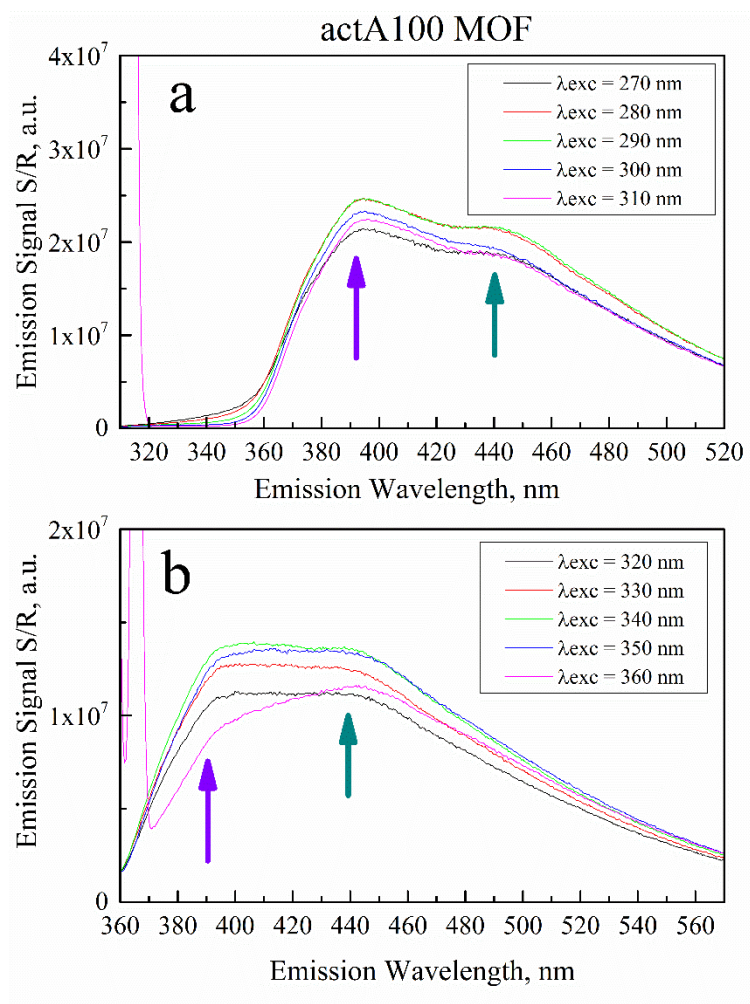 actA100 MOF
a
λexc = 270 nm
λexc = 280 nm
λexc = 290 nm
λexc = 300 nm
λexc = 310 nm
4x10⁷
3x10⁷
2x10⁷
1x10⁷
0
Emission Signal S/R, a.u.
320 340 360 380 400 420 440 460 480 500 520
Emission Wavelength, nm
b
λexc = 320 nm
λexc = 330 nm
λexc = 340 nm
λexc = 350 nm
λexc = 360 nm
2x10⁷
1x10⁷
0
Emission Signal S/R, a.u.
360 380 400 420 440 460 480 500 520 540 560
Emission Wavelength, nm